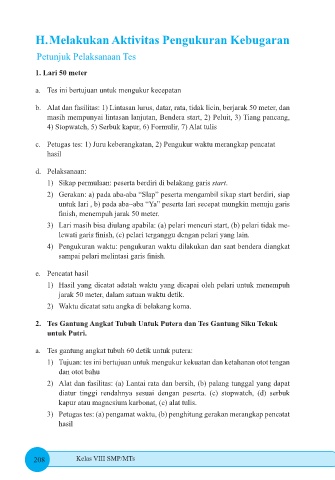 H. Melakukan Aktivitas Pengukuran Kebugaran
Petunjuk Pelaksanaan Tes
1. Lari 50 meter
a. Tes ini bertujuan untuk mengukur kecepatan
b. Alat dan fasilitas: 1) Lintasan lurus, datar, rata, tidak licin, berjarak 50 meter, dan
masih mempunyai lintasan lanjutan, Bendera start, 2) Peluit, 3) Tiang pancang,
4) Stopwatch, 5) Serbuk kapur, 6) Formulir, 7) Alat tulis
c. Petugas tes: 1) Juru keberangkatan, 2) Pengukur waktu merangkap pencatat
hasil
d. Pelaksanaan:
1) Sikap permulaan: peserta berdiri di belakang garis start.
2) Gerakan: a) pada aba-aba "Siap" peserta mengambil sikap start berdiri, siap
untuk lari , b) pada aba–aba "Ya" peserta lari secepat mungkin menuju garis
finish, menempuh jarak 50 meter.
3) Lari masih bisa diulang apabila: (a) pelari mencuri start, (b) pelari tidak me-
lewati garis finish, (c) pelari terganggu dengan pelari yang lain.
4) Pengukuran waktu: pengukuran waktu dilakukan dan saat bendera diangkat
sampai pelari melintasi garis finish.
e. Pencatat hasil
1) Hasil yang dicatat adalah waktu yang dicapai oleh pelari untuk menempuh
jarak 50 meter, dalam satuan waktu detik.
2) Waktu dicatat satu angka di belakang koma.
2. Tes Gantung Angkat Tubuh Untuk Putera dan Tes Gantung Siku Tekuk
untuk Putri.
a. Tes gantung angkat tubuh 60 detik untuk putera:
1) Tujuan: tes ini bertujuan untuk mengukur kekuatan dan ketahanan otot tengan
dan otot bahu
2) Alat dan fasilitas: (a) Lantai rata dan bersih, (b) palang tunggal yang dapat
diatur tinggi rendahnya sesuai dengan peserta. (c) stopwatch, (d) serbuk
kapur atau magnesium karbonat, (e) alat tulis.
3) Petugas tes: (a) pengamat waktu, (b) penghitung gerakan merangkap pencatat
hasil
208 Kelas VIII SMP/MTs